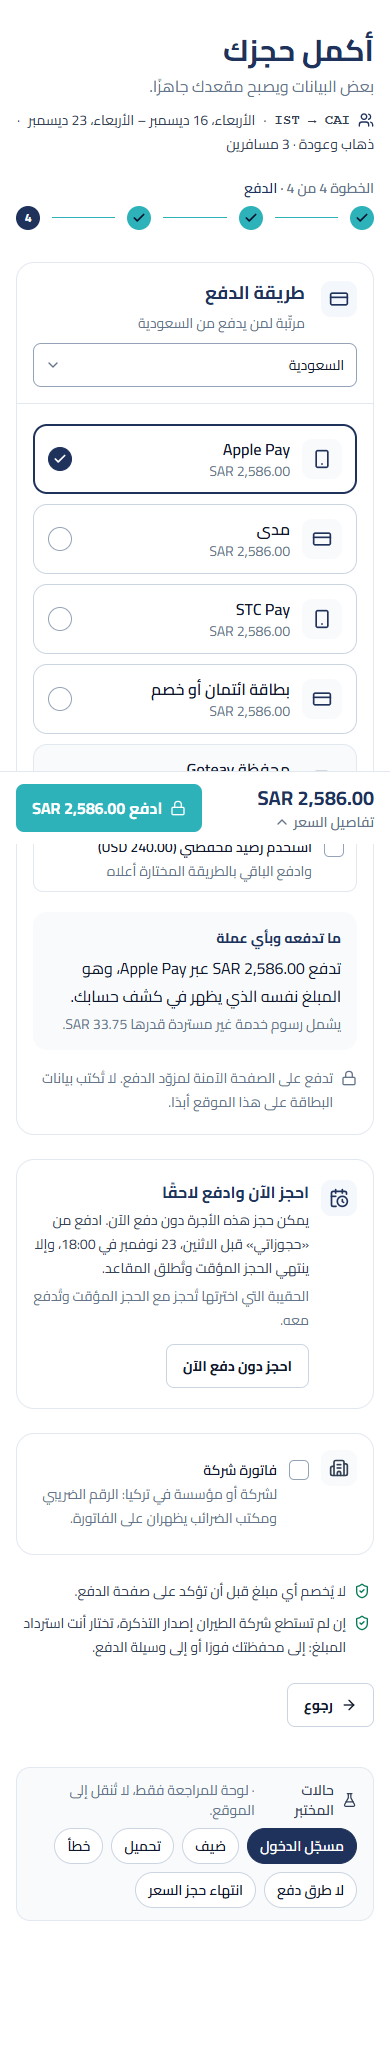 أكمل حجزك
بعض البيانات ويصبح مقعدك جاهزًا.
IST → CAI · الأربعاء، 16 ديسمبر – الأربعاء، 23 ديسمبر ·
ذهاب وعودة · 3 مسافرين
الخطوة 4 من 4 · الدفع
4
طريقة الدفع
مرتّبة لمن يدفع من السعودية
السعودية
Apple Pay
SAR 2,586.00
مدى
SAR 2,586.00
STC Pay
SAR 2,586.00
بطاقة ائتمان أو خصم
SAR 2,586.00
محفظة Goteay
SAR 2,586.00
تفاصيل السعر
ادفع SAR 2,586.00
استخدم رصيد محفظتي (USD 240.00)
وادفع الباقي بالطريقة المختارة أعلاه
ما تدفعه وبأي عملة
تدفع SAR 2,586.00 عبر Apple Pay، وهو
المبلغ نفسه الذي يظهر في كشف حسابك.
يشمل رسوم خدمة غير مستردة قدرها SAR 33.75.
تدفع على الصفحة الآمنة لمزوّد الدفع. لا تُكتب بيانات
البطاقة على هذا الموقع أبدًا.
احجز الآن وادفع لاحقًا
يمكن حجز هذه الأجرة دون دفع الآن. ادفع من
«حجوزاتي» قبل الاثنين، 23 نوفمبر في 18:00، وإلا
ينتهي الحجز المؤقت وتُطلق المقاعد.
الحقيبة التي اخترتها تُحجز مع الحجز المؤقت وتُدفع
معه.
احجز دون دفع الآن
فاتورة شركة
لشركة أو مؤسسة في تركيا: الرقم الضريبي
ومكتب الضرائب يظهران على الفاتورة.
لا يُخصم أي مبلغ قبل أن تؤكد على صفحة الدفع.
إن لم تستطع شركة الطيران إصدار التذكرة، تختار أنت استرداد
المبلغ: إلى محفظتك فورًا أو إلى وسيلة الدفع.
رجوع
حالات المختبر
· لوحة للمراجعة فقط، لا تُنقل إلى الموقع.
مسجّل الدخول
ضيف
تحميل
خطأ
لا طرق دفع
انتهاء حجز السعر